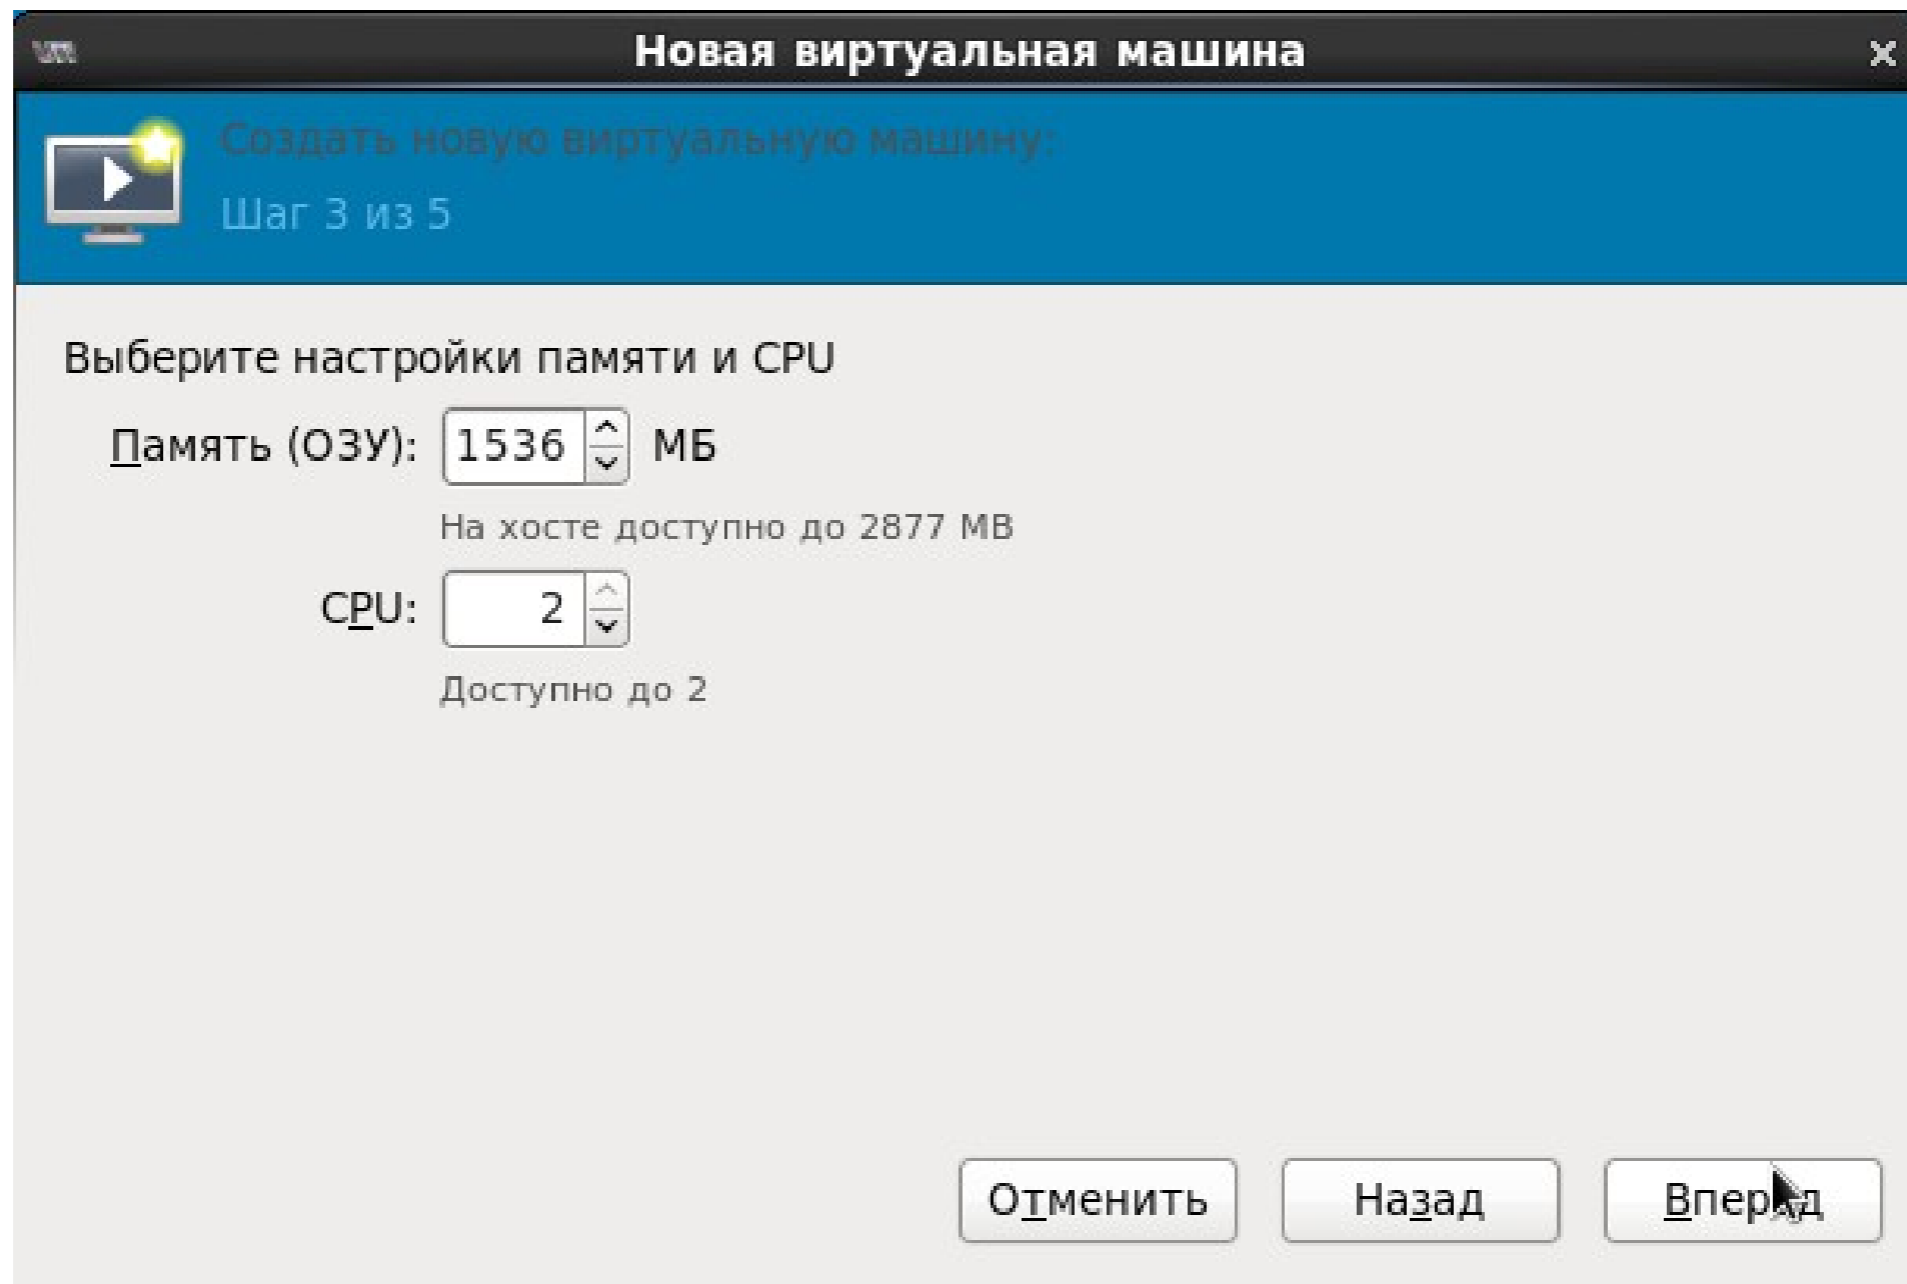 Новая виртуальная машина
Создать новую виртуальную машину:
Шаг 3 из 5
Выберите настройки памяти и CPU
Память (ОЗУ): 1536 МБ
На хосте доступно до 2877 MB
CPU: 2
Доступно до 2
Отменить Назад Вперед